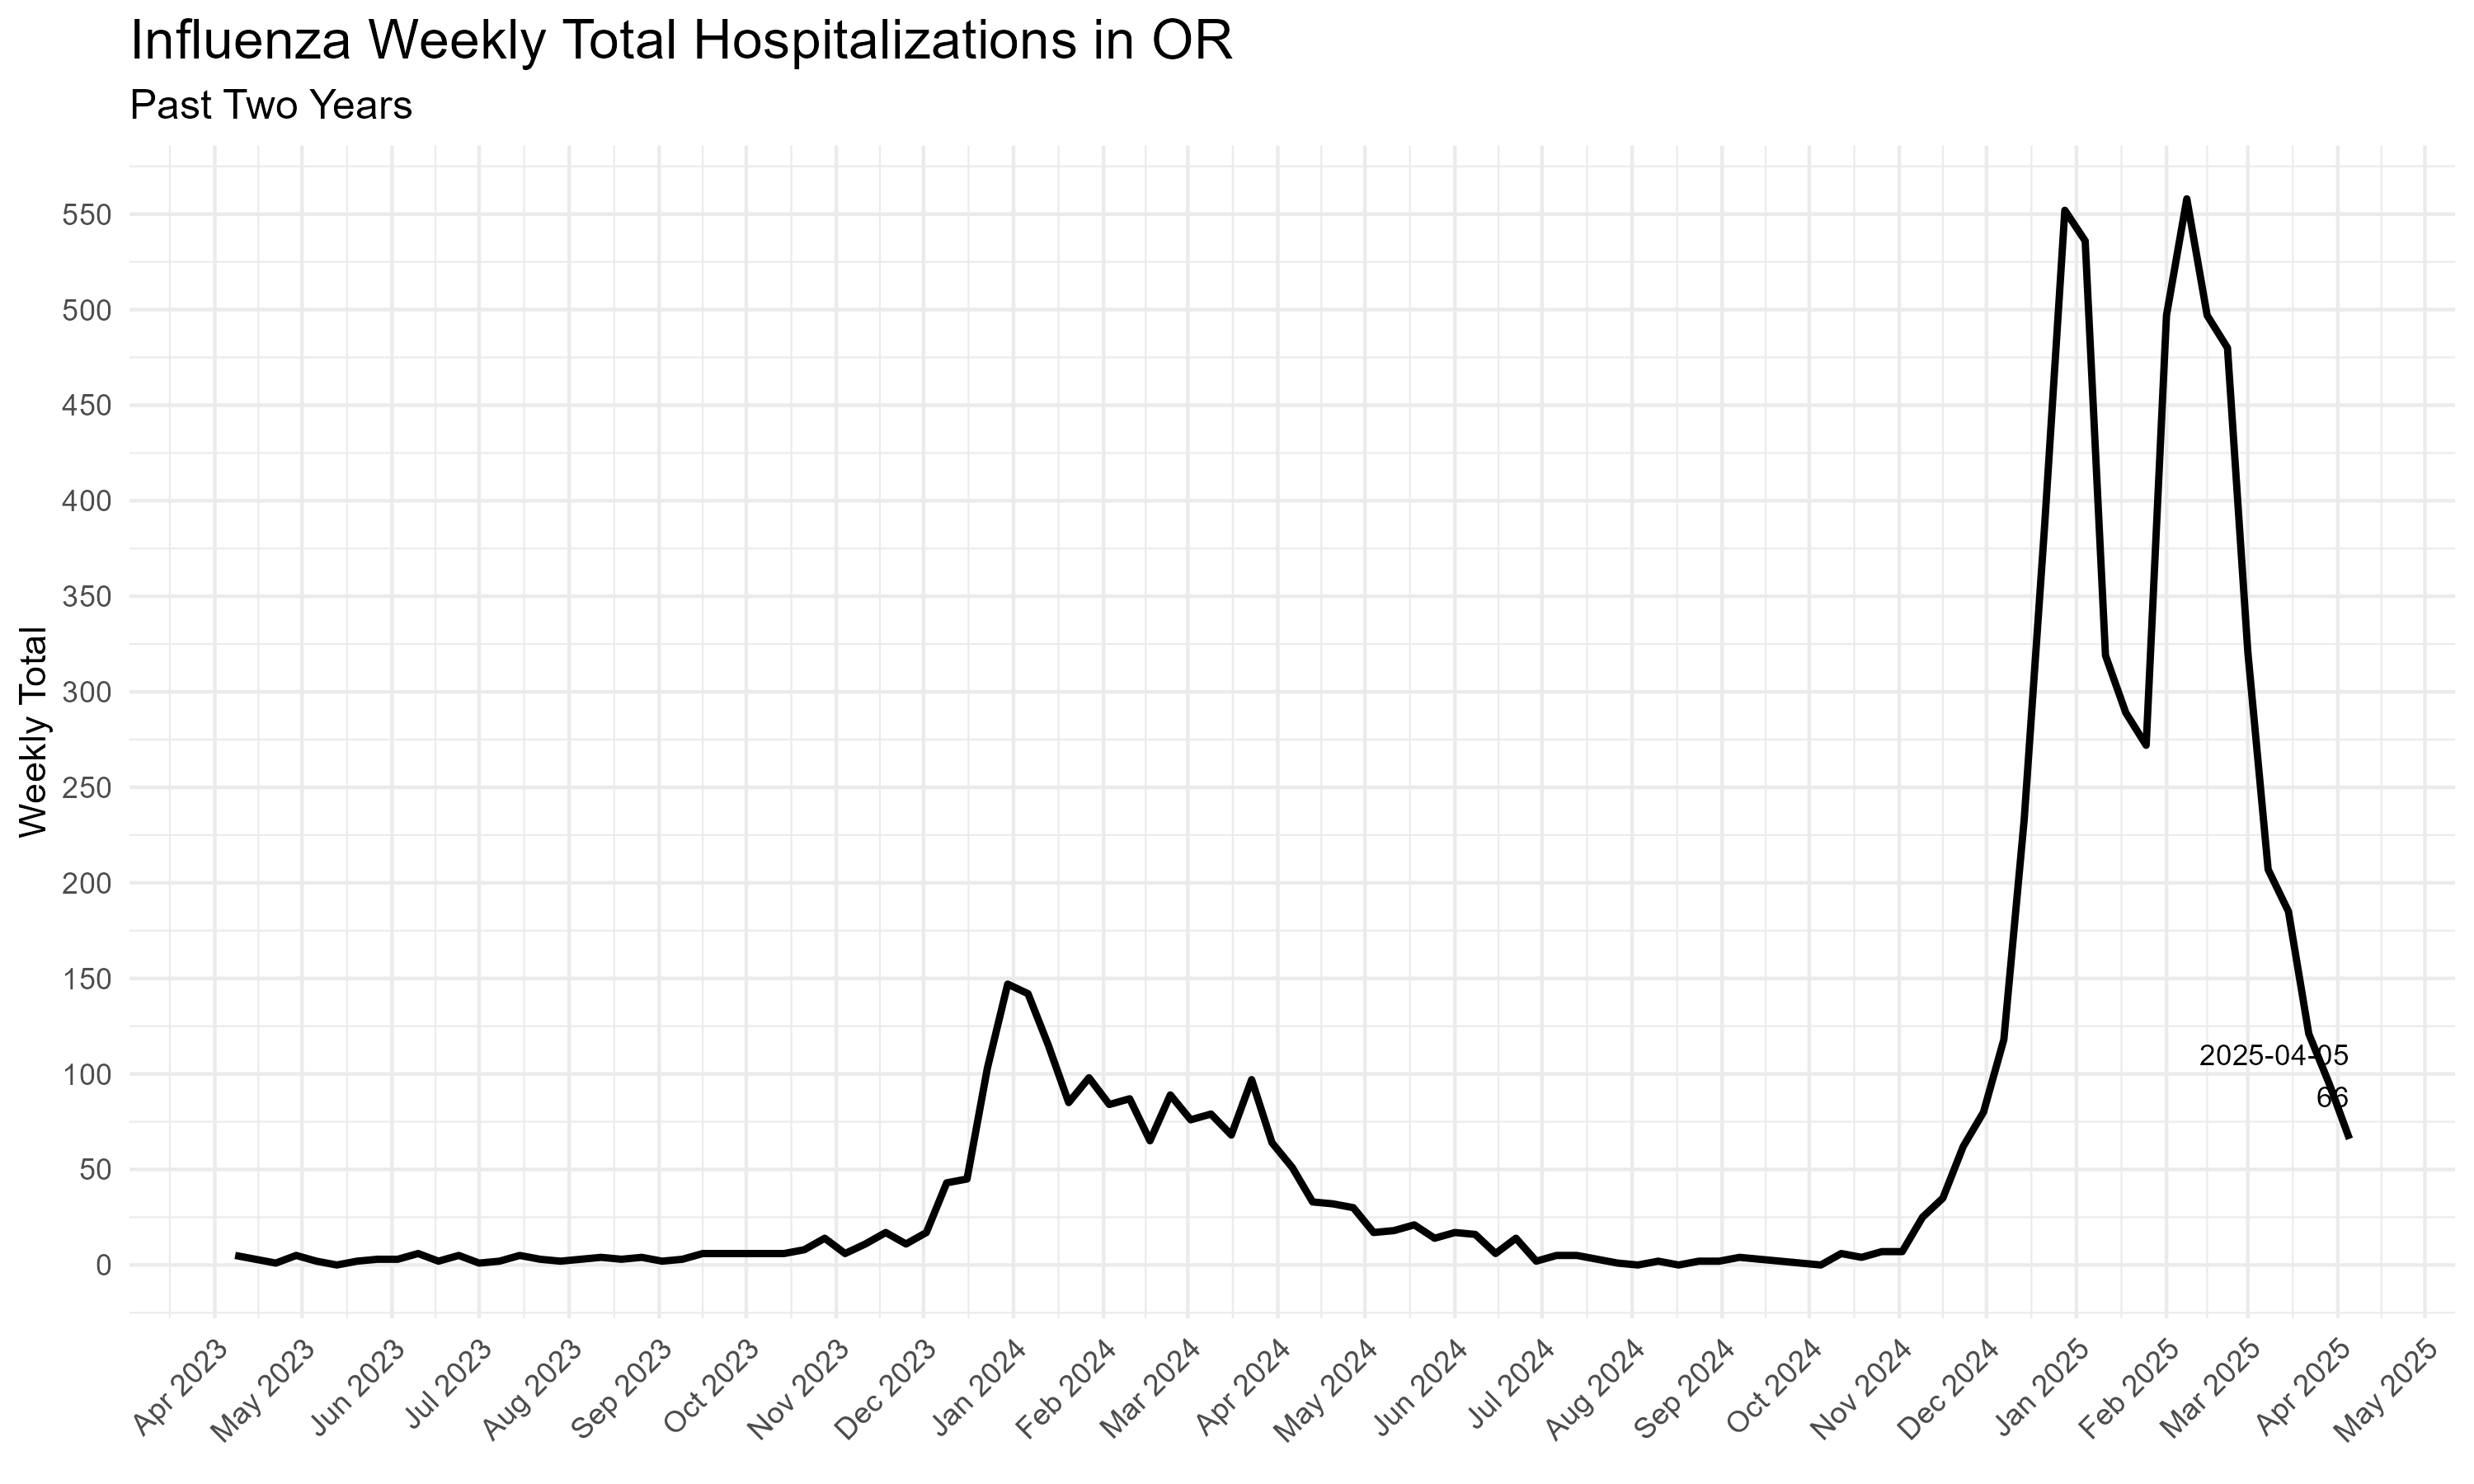 Influenza Weekly Total Hospitalizations in OR
Past Two Years
Weekly Total
550
500
450
400
350
300
250
200
150
100
50
0
2025-04-05
66
Apr 2023
May 2023
Jun 2023
Jul 2023
Aug 2023
Sep 2023
Oct 2023
Nov 2023
Dec 2023
Jan 2024
Feb 2024
Mar 2024
Apr 2024
May 2024
Jun 2024
Jul 2024
Aug 2024
Sep 2024
Oct 2024
Nov 2024
Dec 2024
Jan 2025
Feb 2025
Mar 2025
Apr 2025
May 2025